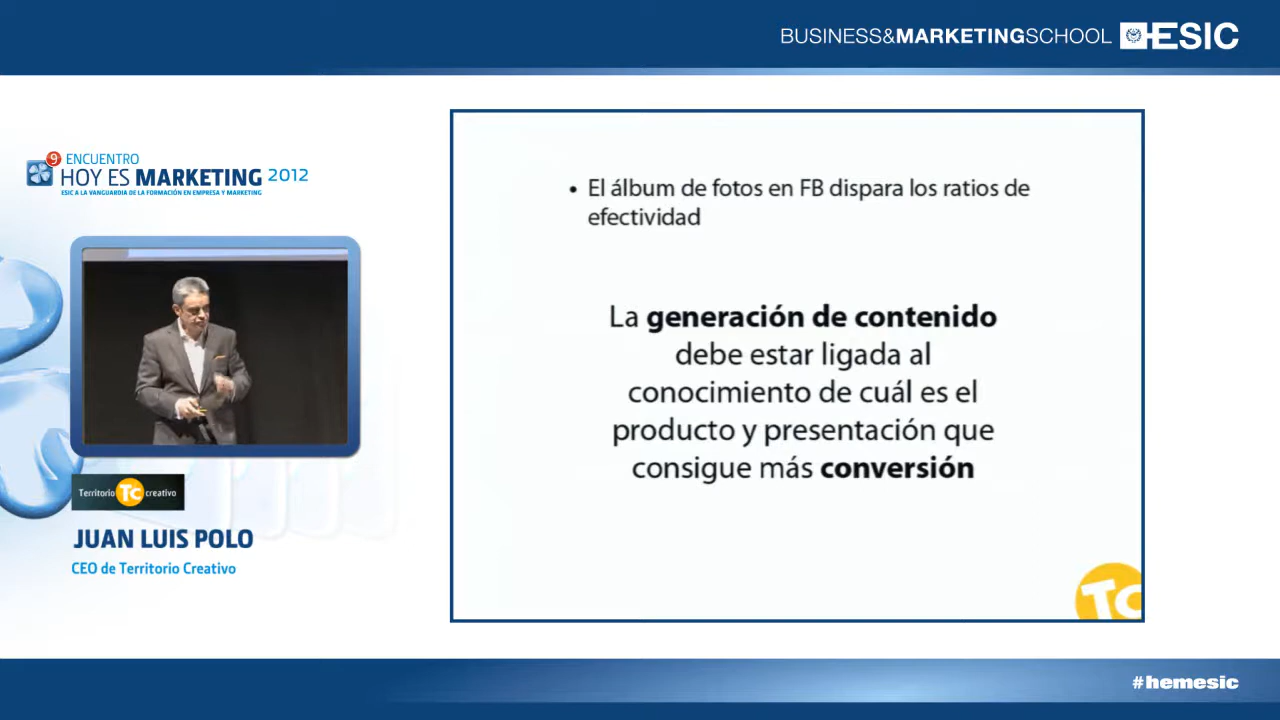 BUSINESS&MARKETINGSCHOOL ESIC
9 ENCUENTRO
HOY ES MARKETING 2012
ESIC A LA VANGUARDIA DE LA FORMACIÓN EN EMPRESA Y MARKETING
• El álbum de fotos en FB dispara los ratios de
efectividad
La generación de contenido
debe estar ligada al
conocimiento de cuál es el
producto y presentación que
consigue más conversión
Territorio Tc creativo
JUAN LUIS POLO
CEO de Territorio Creativo
Tc
#hemesic